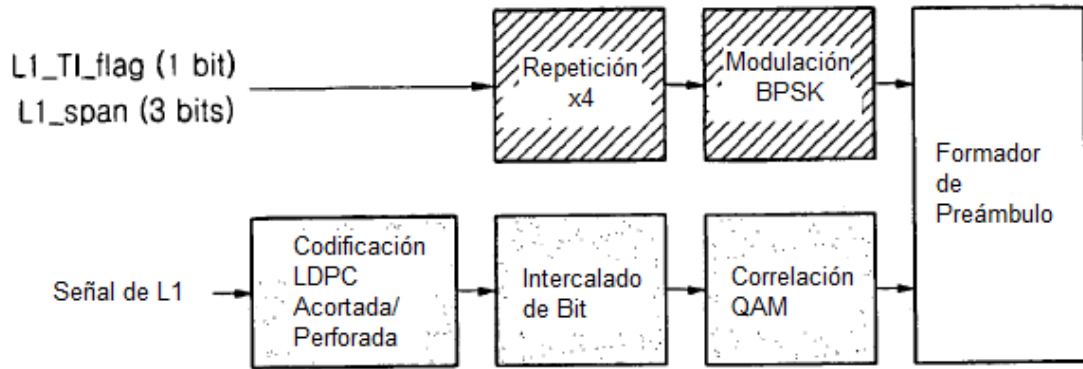 L1_TI_flag (1 bit)
L1_span (3 bits)
Repetición
x4
Modulación
BPSK
Formador
de
Preámbulo
Señal de L1
Codificación
LDPC
Acortada/
Perforada
Intercalado
de Bit
Correlación
QAM